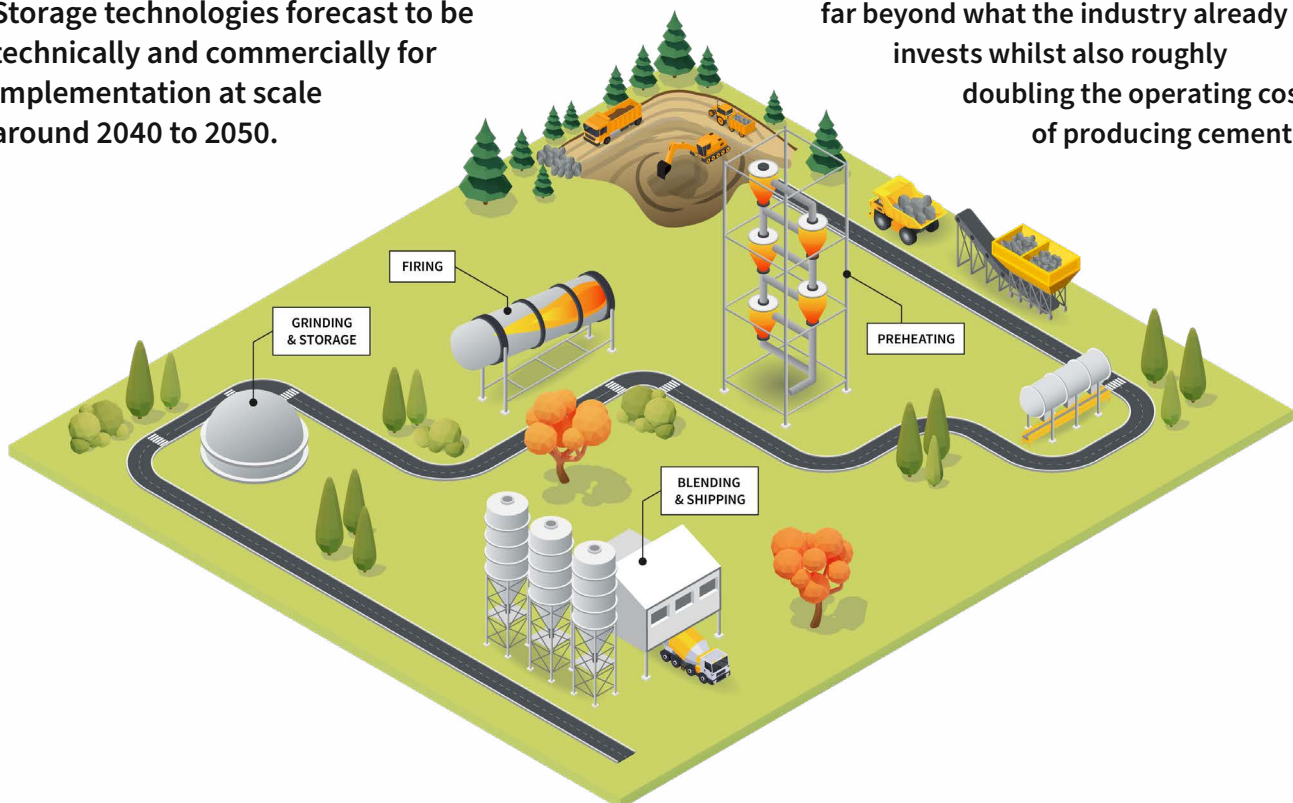 Storage technologies forecast to be
technically and commercially for
implementation at scale
around 2040 to 2050.
far beyond what the industry already
invests whilst also roughly
doubling the operating cos
of producing cement
FIRING
GRINDING
& STORAGE
PREHEATING
BLENDING
& SHIPPING